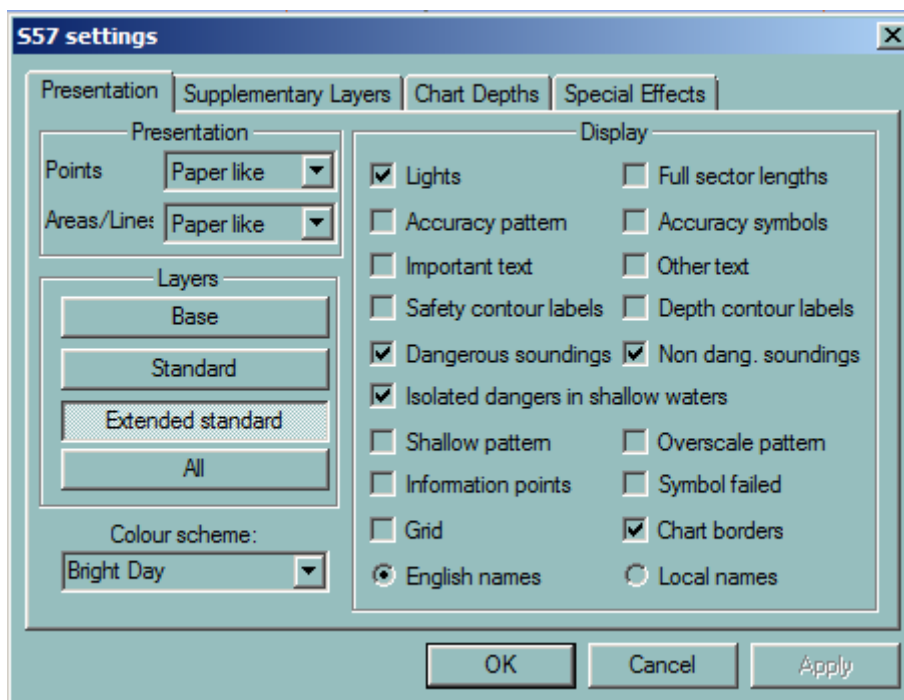 S57 settings
Presentation Supplementary Layers Chart Depths Special Effects
Presentation
Points Paper like
Areas/Lines Paper like
Layers
Base
Standard
Extended standard
All
Colour scheme:
Bright Day
Display
Lights Full sector lengths
Accuracy pattern Accuracy symbols
Important text Other text
Safety contour labels Depth contour labels
Dangerous soundings Non dang. soundings
Isolated dangers in shallow waters
Shallow pattern Overscale pattern
Information points Symbol failed
Grid Chart borders
English names Local names
OK Cancel Apply